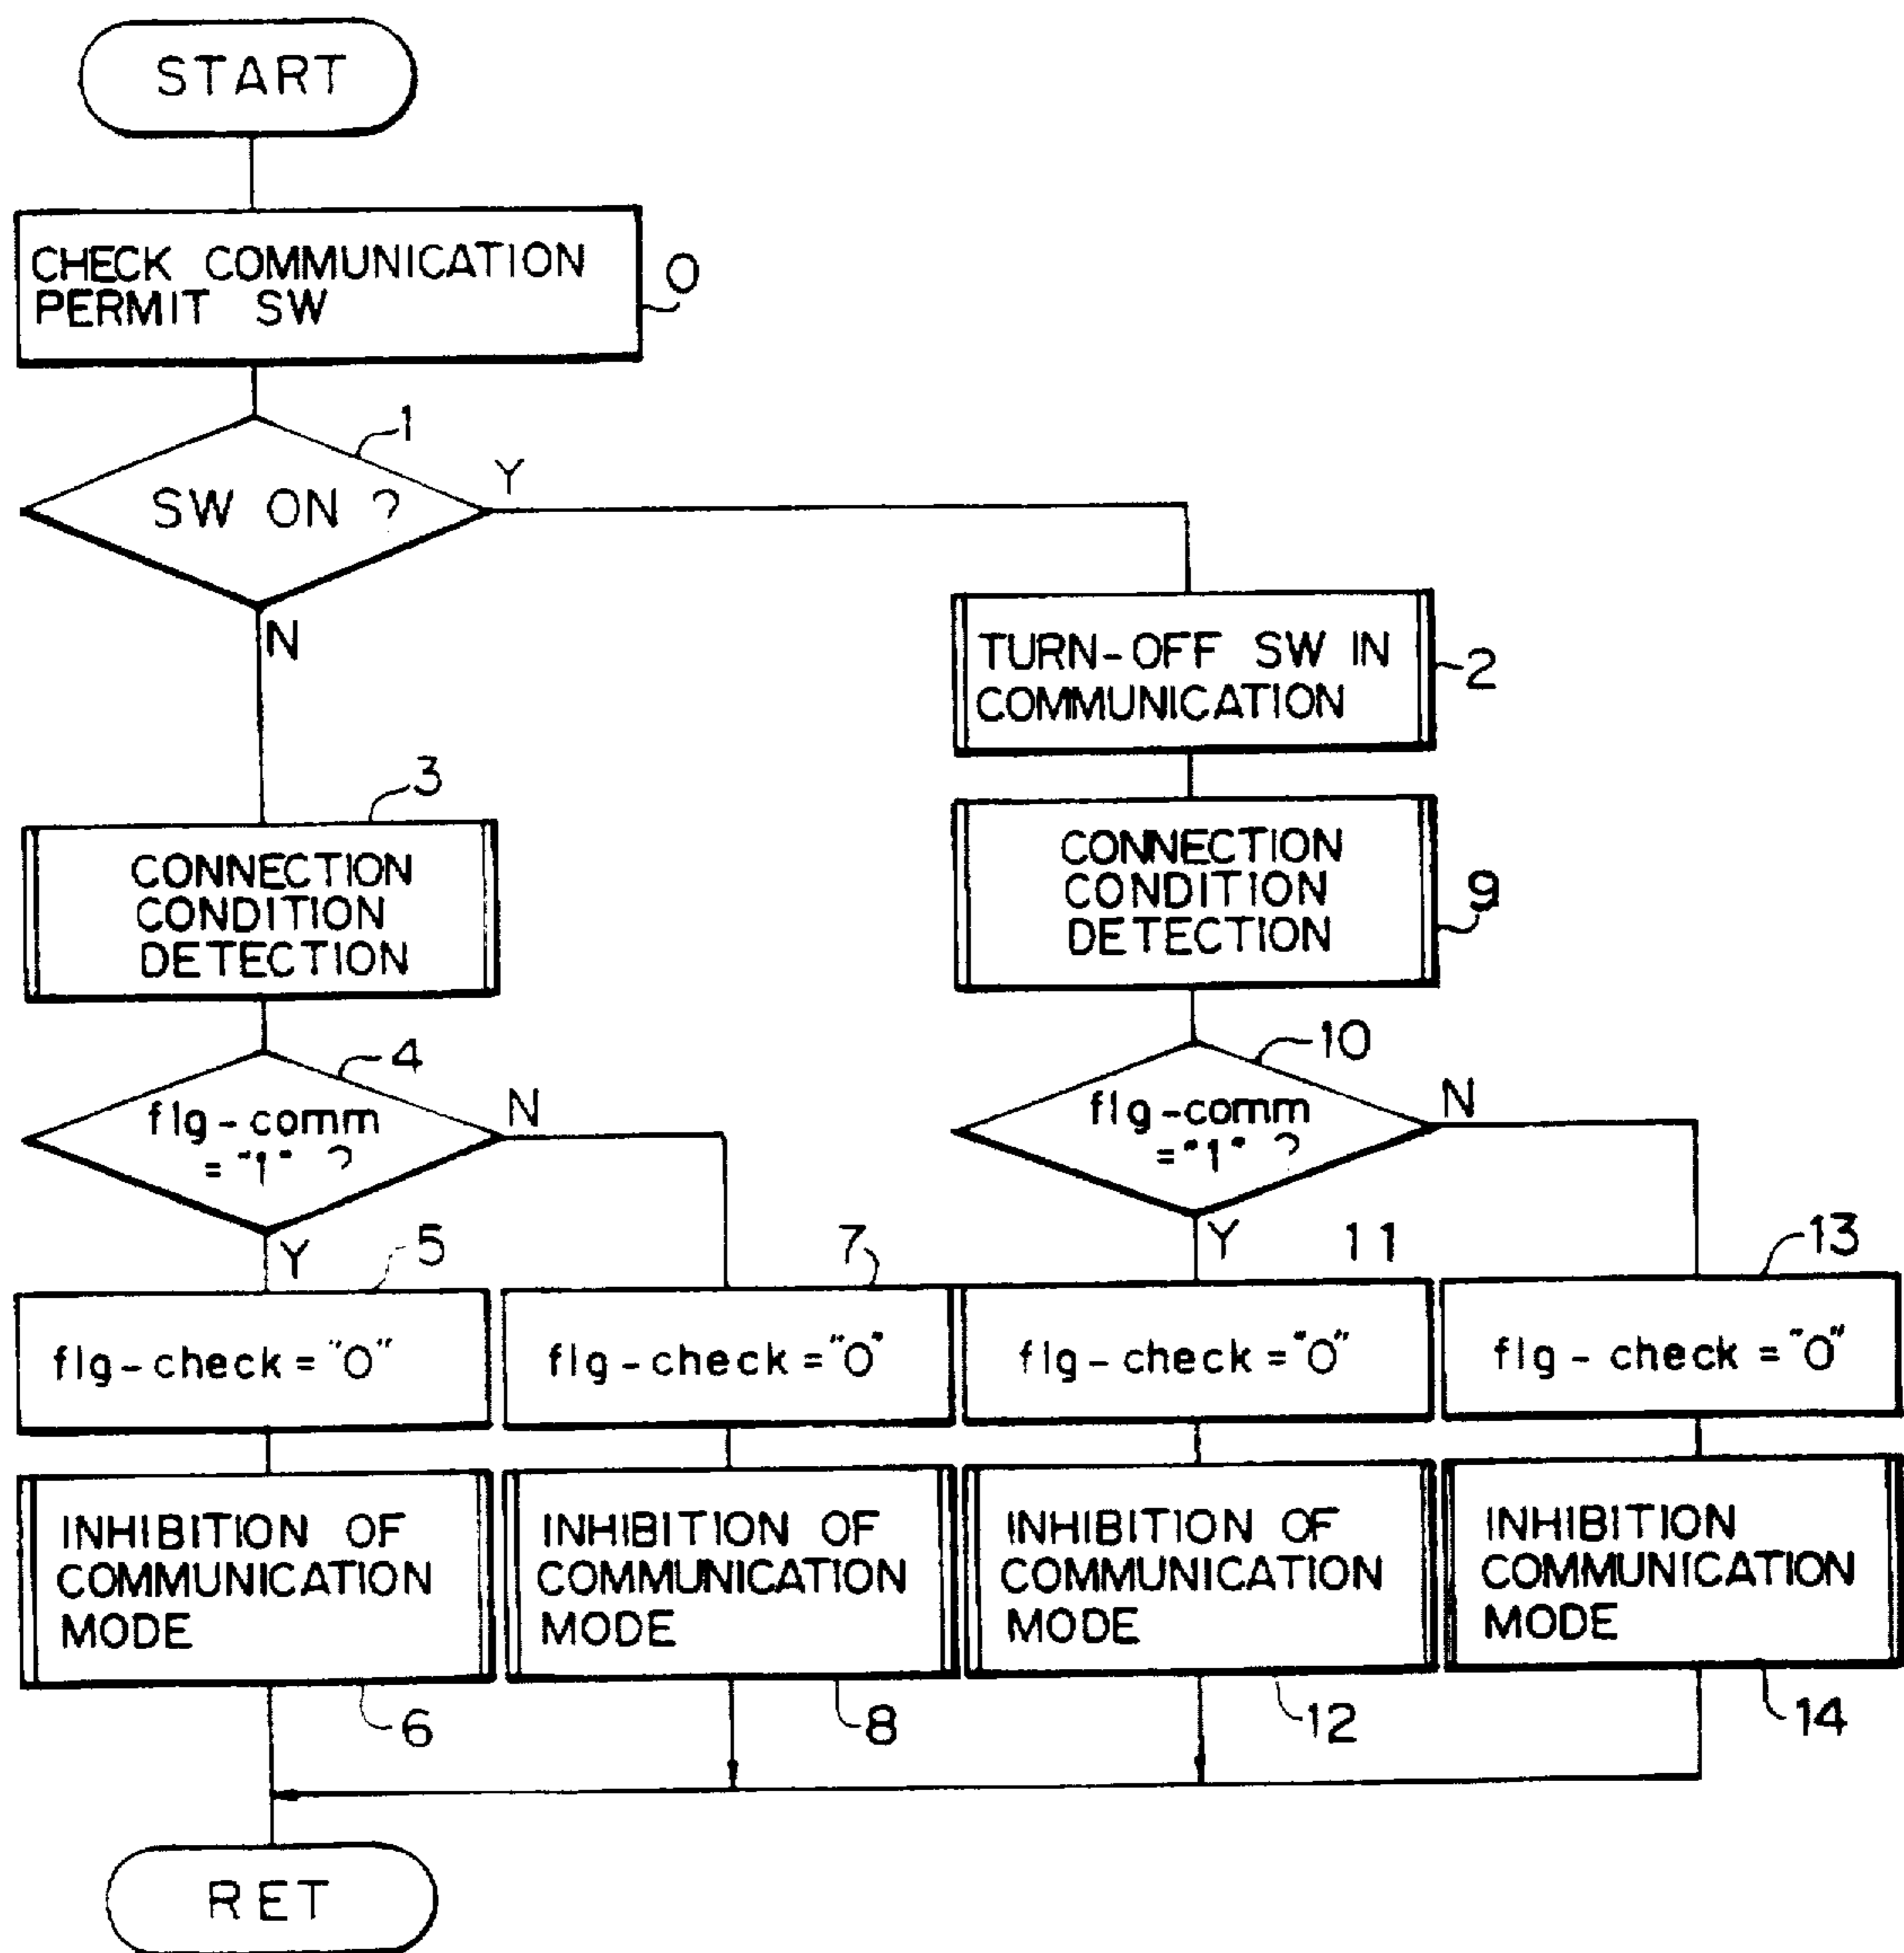 START
CHECK COMMUNICATION
PERMIT SW
0
1
SW ON ?
Y
N
TURN-OFF SW IN
COMMUNICATION
2
3
CONNECTION
CONDITION
DETECTION
CONNECTION
CONDITION
DETECTION
9
4
flg-comm
="1" ?
N
Y
10
flg-comm
="1" ?
N
Y
5
7
11
13
flg-check="0"
flg-check="0"
flg-check="0"
flg-check="0"
INHIBITION OF
COMMUNICATION
MODE
6
INHIBITION OF
COMMUNICATION
MODE
8
INHIBITION OF
COMMUNICATION
MODE
12
INHIBITION
COMMUNICATION
MODE
14
RET